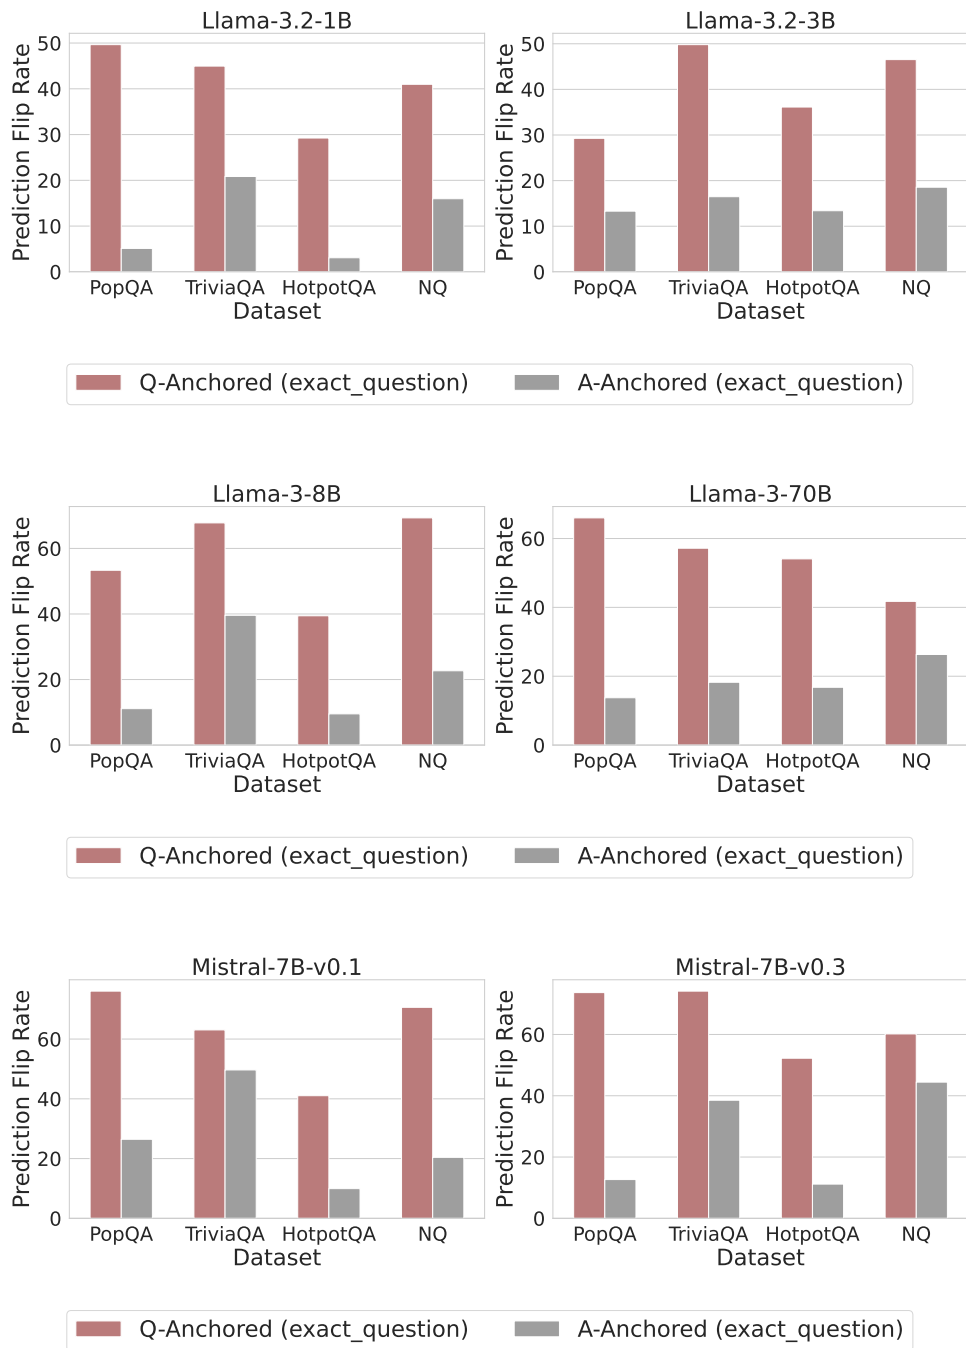 Llama-3.2-1B
Prediction Flip Rate
50
40
30
20
10
0
PopQA TriviaQA HotpotQA NQ
Dataset
Llama-3.2-3B
Prediction Flip Rate
50
40
30
20
10
0
PopQA TriviaQA HotpotQA NQ
Dataset
Q-Anchored (exact_question) A-Anchored (exact_question)
Llama-3-8B
Prediction Flip Rate
60
40
20
0
PopQA TriviaQA HotpotQA NQ
Dataset
Llama-3-70B
Prediction Flip Rate
60
40
20
0
PopQA TriviaQA HotpotQA NQ
Dataset
Q-Anchored (exact_question) A-Anchored (exact_question)
Mistral-7B-v0.1
Prediction Flip Rate
60
40
20
0
PopQA TriviaQA HotpotQA NQ
Dataset
Mistral-7B-v0.3
Prediction Flip Rate
60
40
20
0
PopQA TriviaQA HotpotQA NQ
Dataset
Q-Anchored (exact_question) A-Anchored (exact_question)